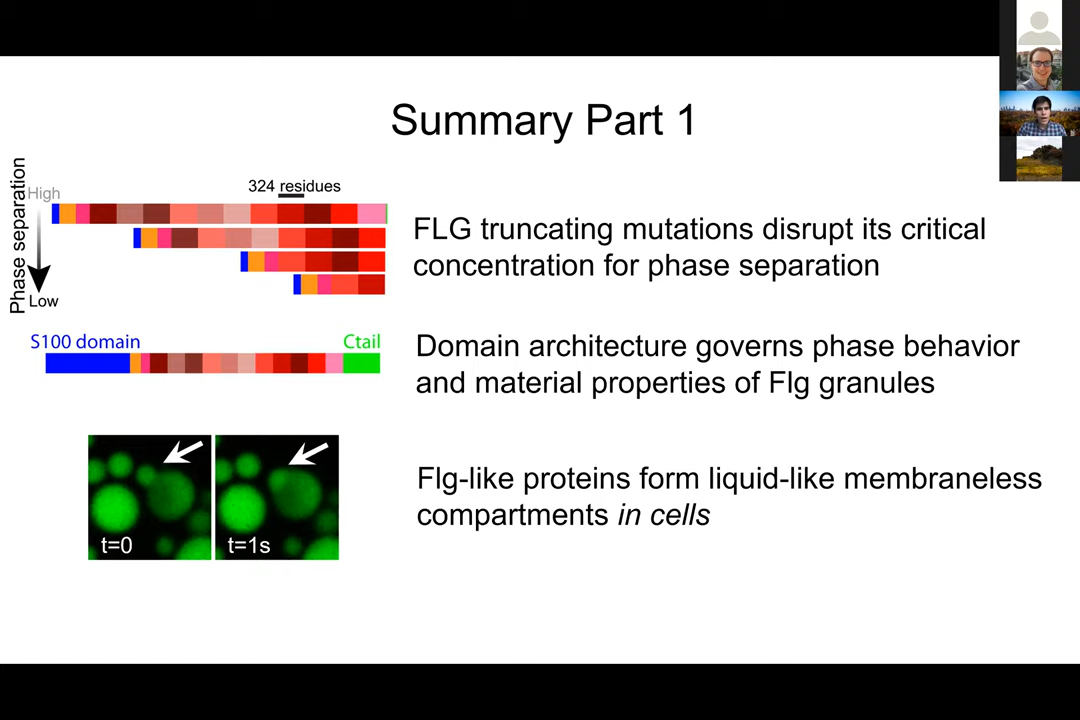 Summary Part 1
Phase separation
High
Low
324 residues
FLG truncating mutations disrupt its critical
concentration for phase separation
S100 domain
Ctail
Domain architecture governs phase behavior
and material properties of Flg granules
t=0
t=1s
Flg-like proteins form liquid-like membraneless
compartments in cells